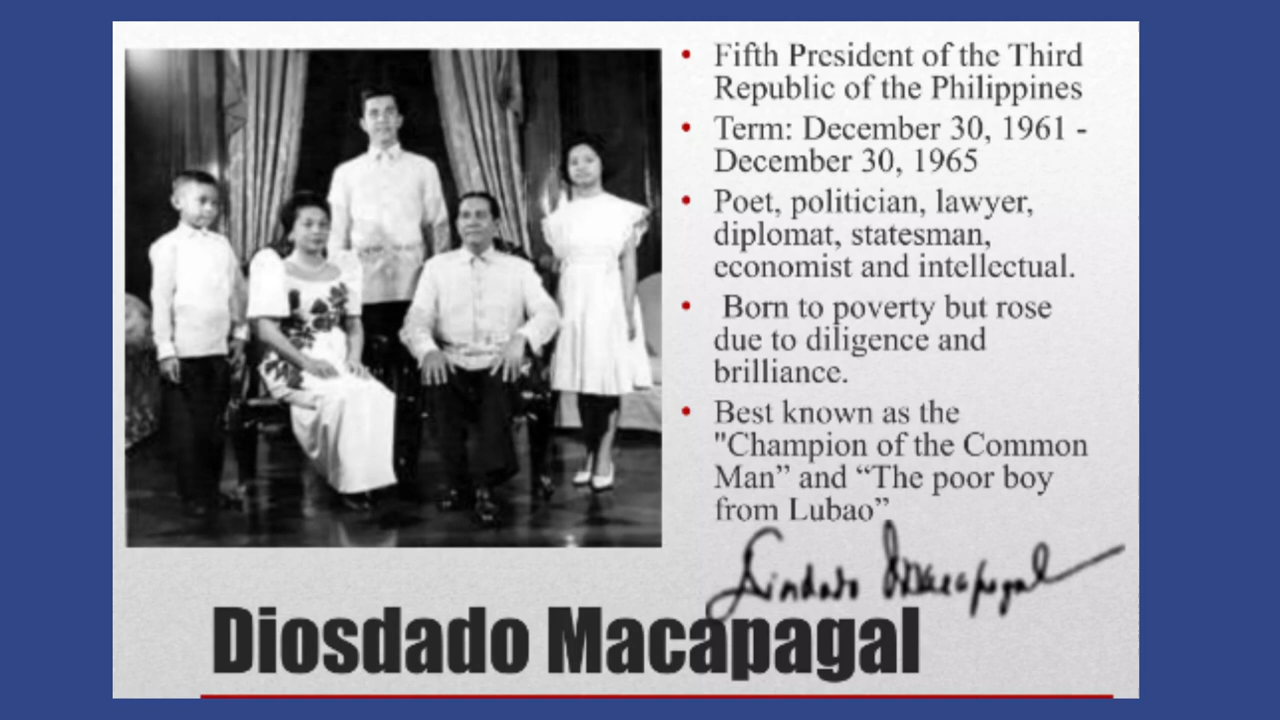 • Fifth President of the Third
Republic of the Philippines
• Term: December 30, 1961 -
December 30, 1965
• Poet, politician, lawyer,
diplomat, statesman,
economist and intellectual.
• Born to poverty but rose
due to diligence and
brilliance.
• Best known as the
"Champion of the Common
Man” and “The poor boy
from Lubao”
Diosdado Macapagal
Diosdado Macapagal